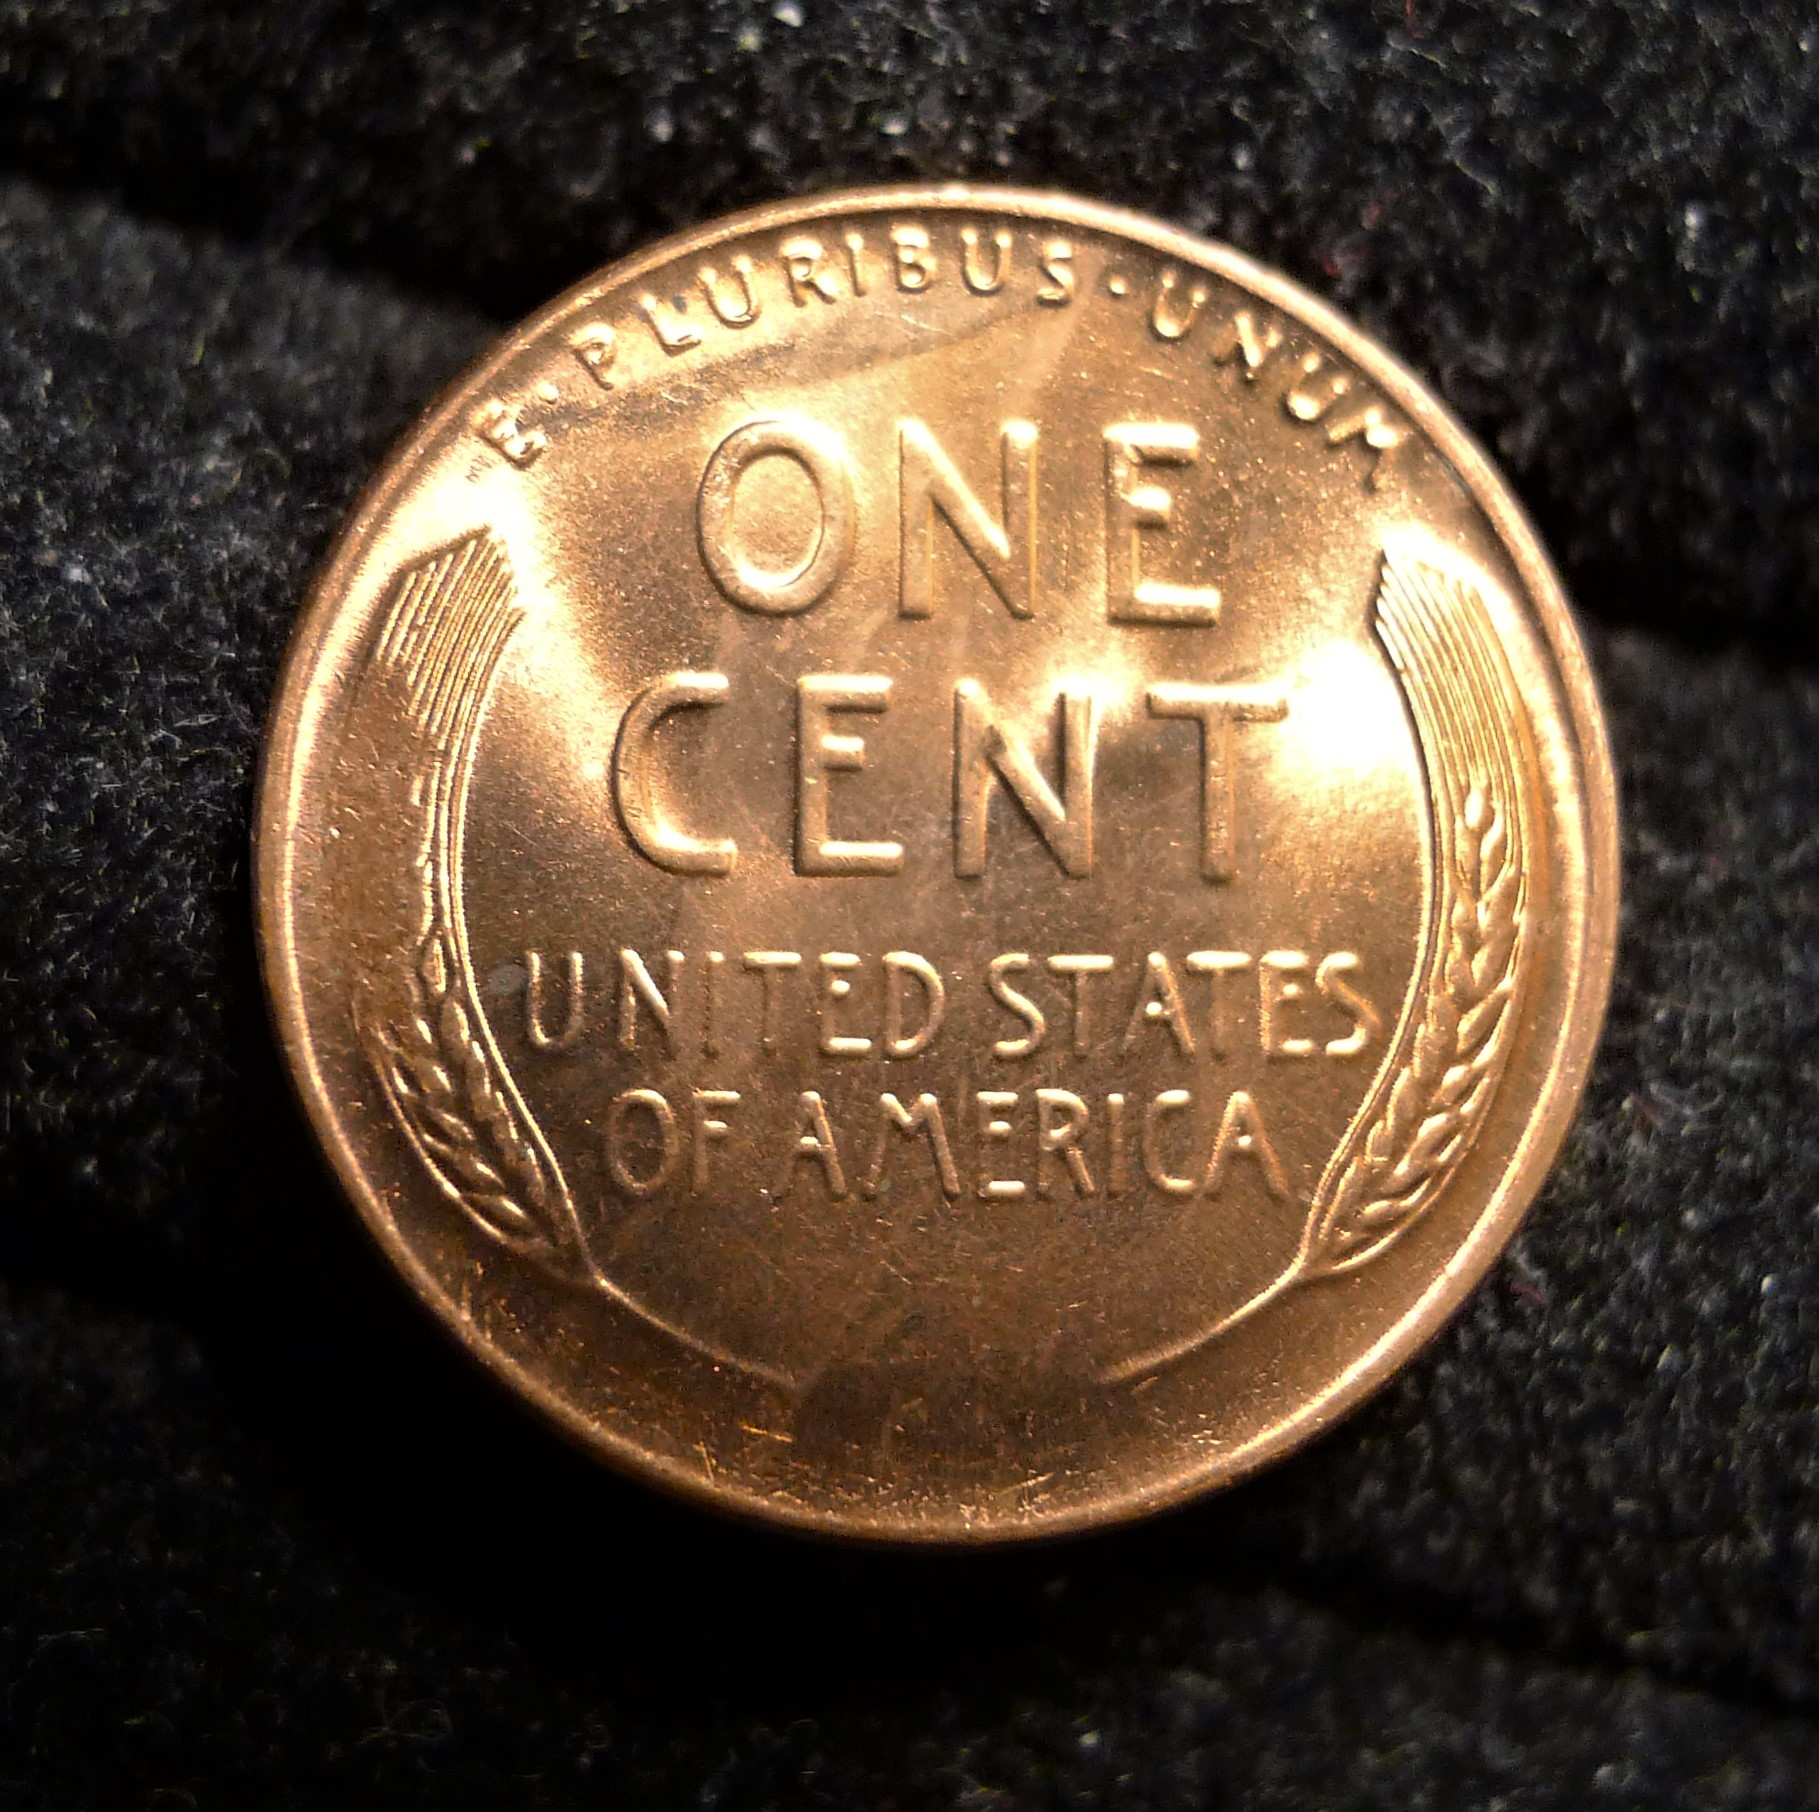 E·PLURIBUS·UNUM
ONE
CENT
UNITED STATES
OF AMERICA